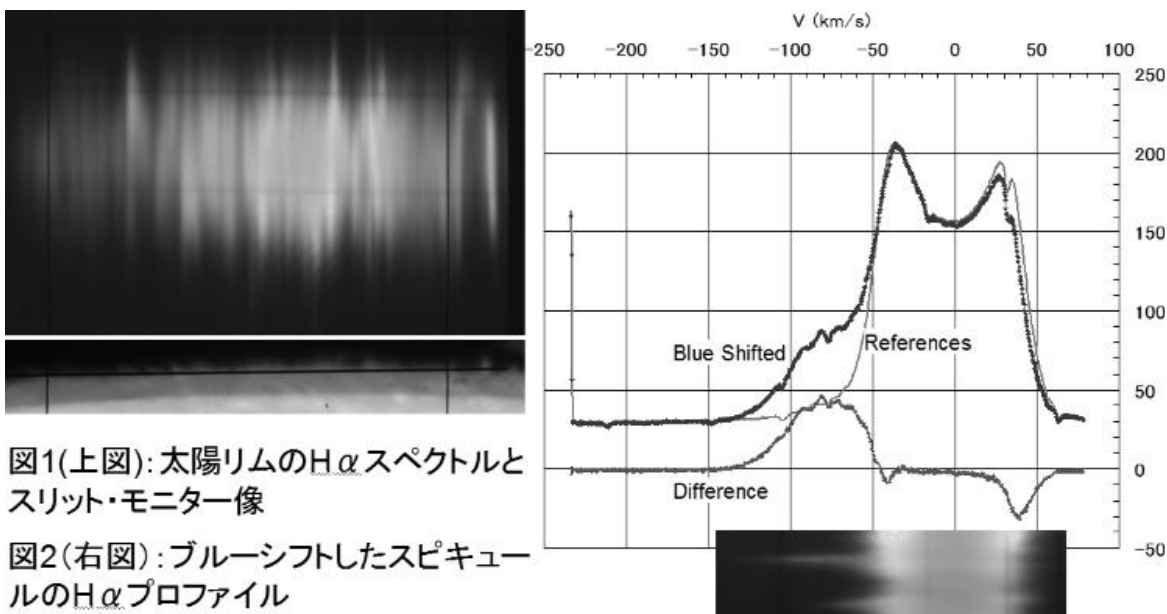 V (km/s)
-250 -200 -150 -100 -50 0 50 100
250
200
150
100
50
0
-50
Blue Shifted
References
Difference
図1(上図):太陽リムのHαスペクトルと
スリット・モニター像
図2(右図):ブルーシフトしたスピキュー
ルのHαプロファイル